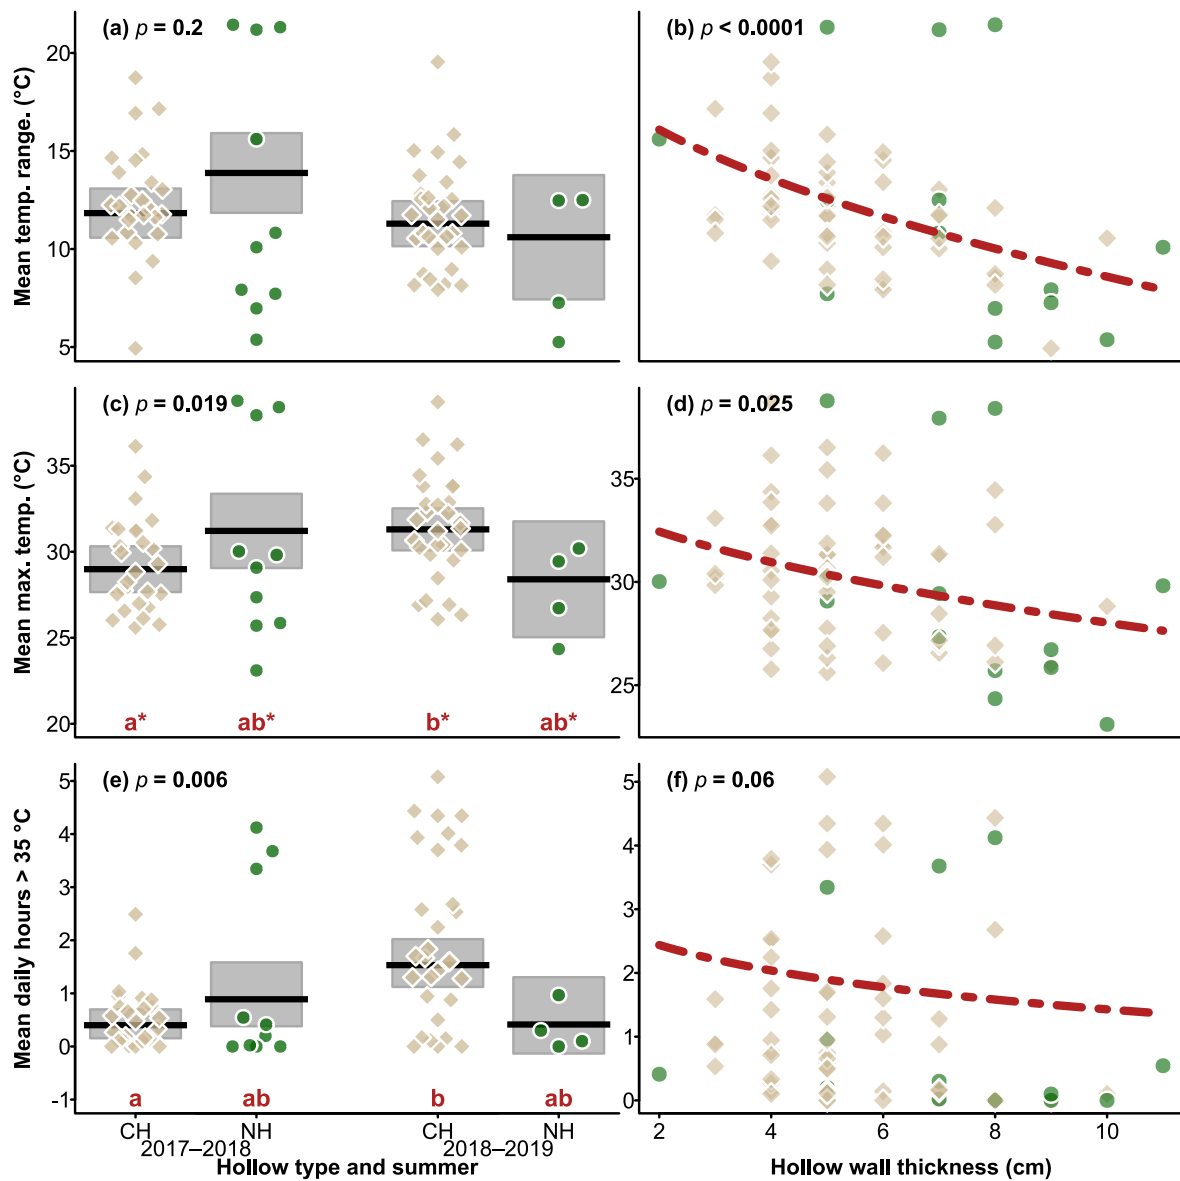 (a) p = 0.2
Mean temp. range. (°C)
20
15
10
5
(b) p < 0.0001
(c) p = 0.019
Mean max. temp. (°C)
35
30
25
20
a* ab* b* ab*
(d) p = 0.025
35
30
25
(e) p = 0.006
Mean daily hours > 35 °C
5
4
3
2
1
0
-1
a ab b ab
CH NH CH NH
2017–2018 2018–2019
Hollow type and summer
(f) p = 0.06
5
4
3
2
1
0
2 4 6 8 10
Hollow wall thickness (cm)